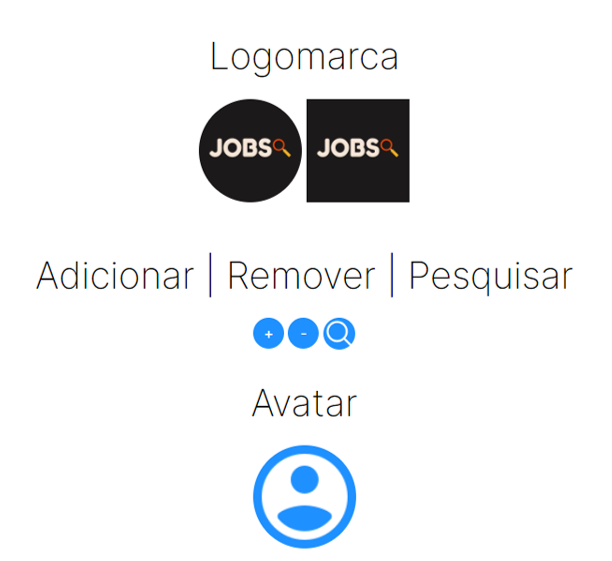 Logomarca
JOBS JOBS
Adicionar | Remover | Pesquisar
+ -
Avatar